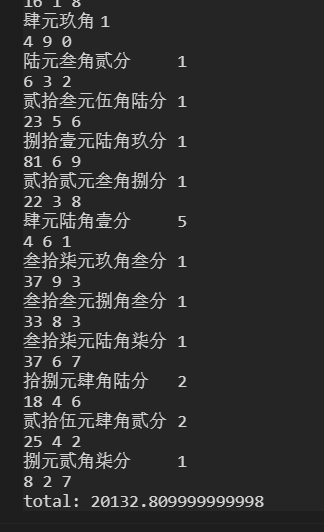 16 1 8
肆元玖角 1
4 9 0
陆元叁角贰分 1
6 3 2
贰拾叁元伍角陆分 1
23 5 6
捌拾壹元陆角玖分 1
81 6 9
贰拾贰元叁角捌分 1
22 3 8
肆元陆角壹分 5
4 6 1
叁拾柒元玖角叁分 1
37 9 3
叁拾叁元捌角叁分 1
33 8 3
叁拾柒元陆角柒分 1
37 6 7
拾捌元肆角陆分 2
18 4 6
贰拾伍元肆角贰分 2
25 4 2
捌元贰角柒分 1
8 2 7
total: 20132.809999999998